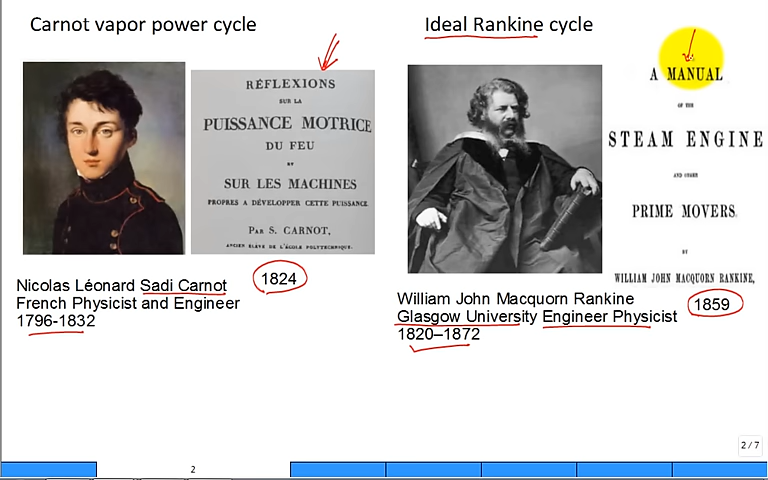 Carnot vapor power cycle
RÉFLEXIONS
SUR LA
PUISSANCE MOTRICE
DU FEU
ET
SUR LES MACHINES
PROPRES A DÉVELOPPER CETTE PUISSANCE.
PAR S. CARNOT,
ANCIEN ÉLÈVE DE L'ÉCOLE POLYTECHNIQUE.
Nicolas Léonard Sadi Carnot
French Physicist and Engineer
1796-1832
1824
Ideal Rankine cycle
A MANUAL
OF THE
STEAM ENGINE
AND OTHER
PRIME MOVERS.
BY
WILLIAM JOHN MACQUORN RANKINE,
William John Macquorn Rankine
Glasgow University Engineer Physicist
1820–1872
1859
2 / 7
2